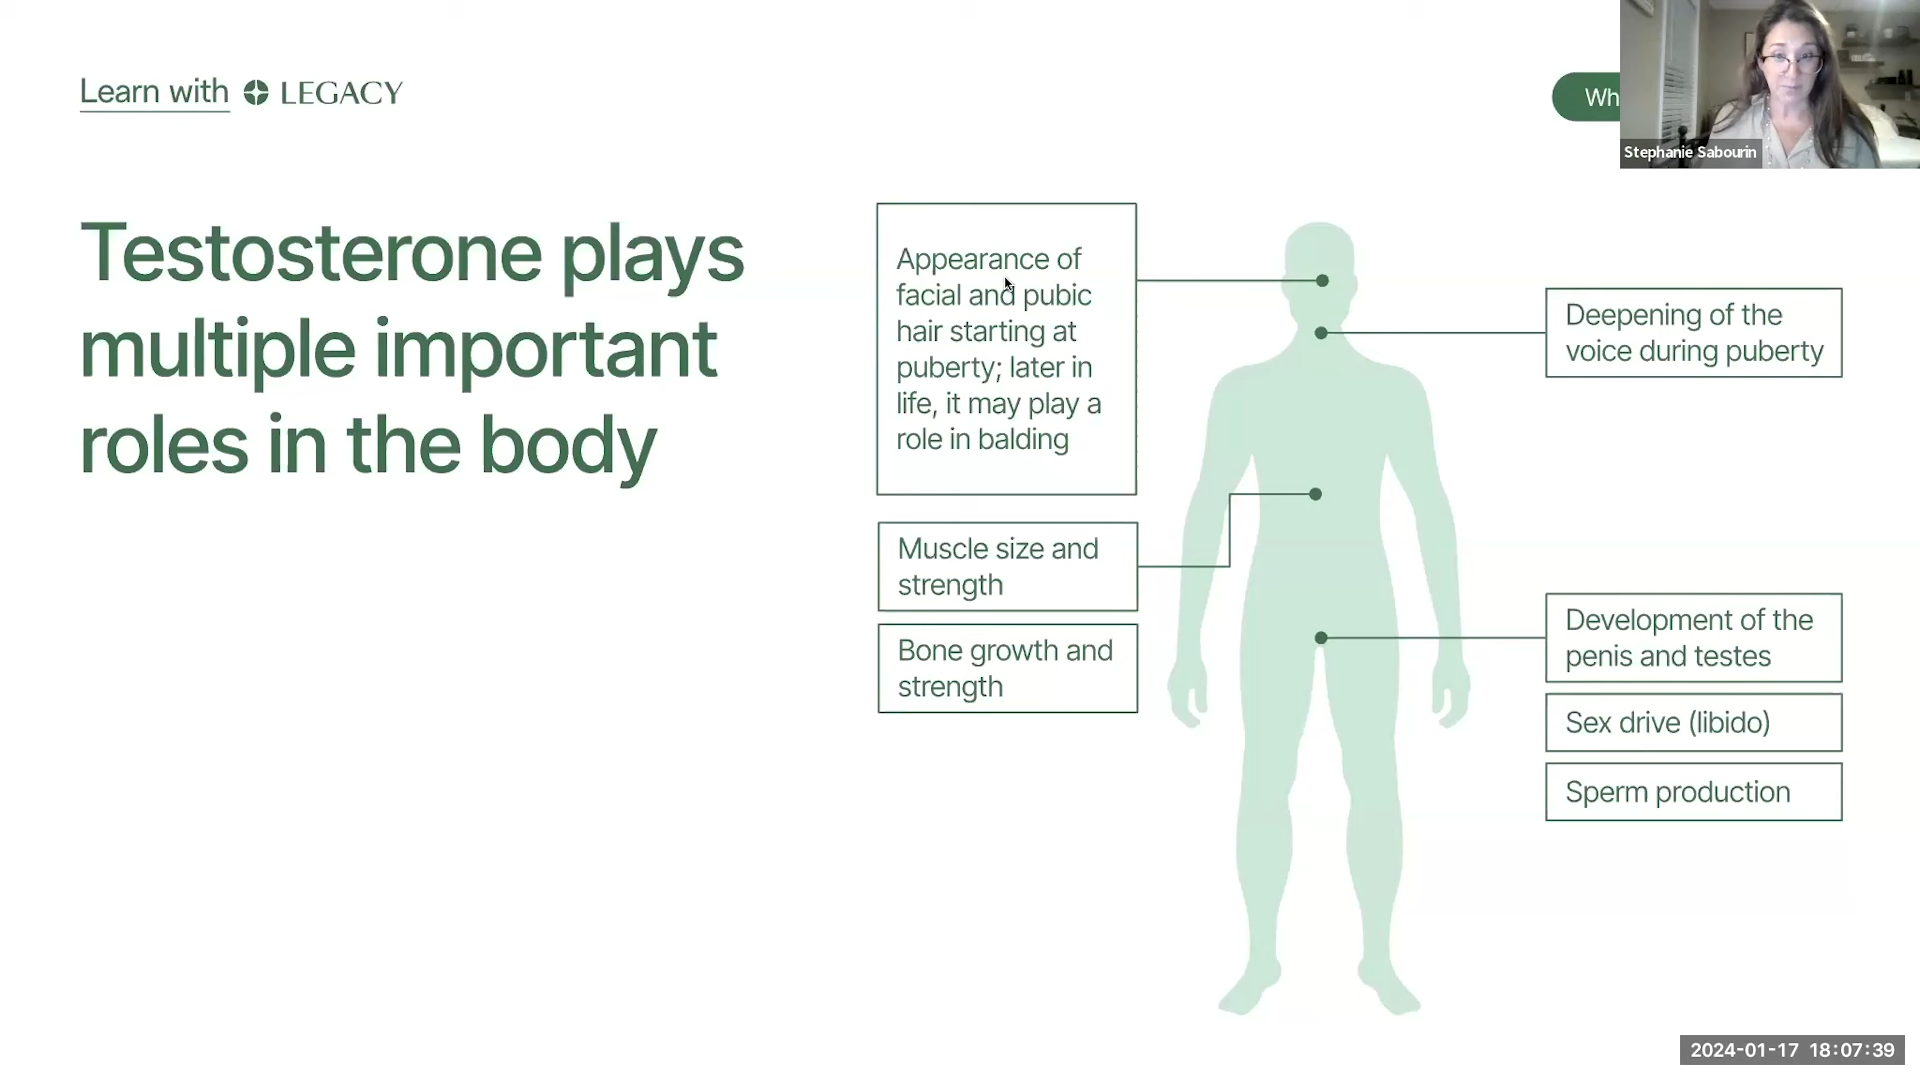 Learn with LEGACY
Wh
Stephanie Sabourin
Testosterone plays
multiple important
roles in the body
Appearance of
facial and pubic
hair starting at
puberty; later in
life, it may play a
role in balding
Muscle size and
strength
Bone growth and
strength
Deepening of the
voice during puberty
Development of the
penis and testes
Sex drive (libido)
Sperm production
2024-01-17 18:07:39